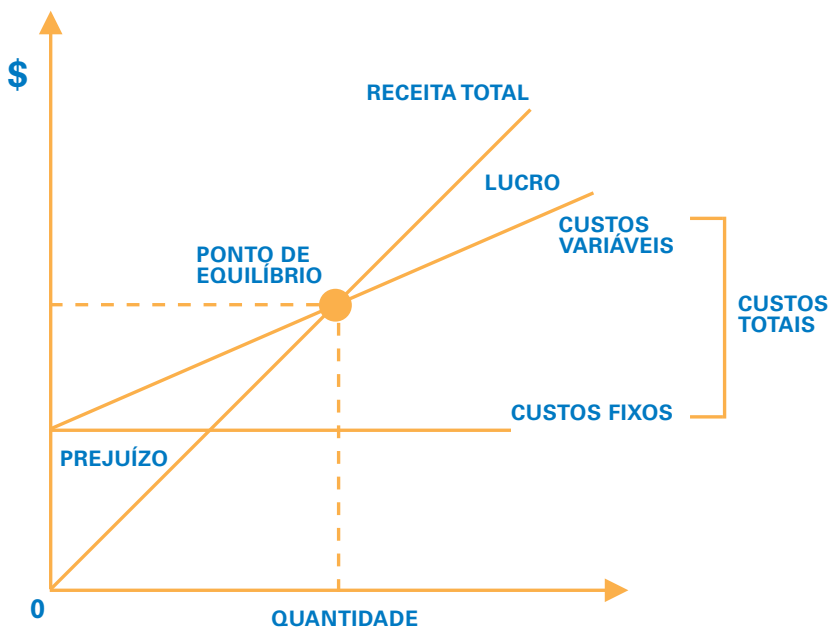 $
RECEITA TOTAL
LUCRO
CUSTOS
VARIÁVEIS
PONTO DE
EQUILÍBRIO
CUSTOS
TOTAIS
CUSTOS FIXOS
PREJUÍZO
0
QUANTIDADE